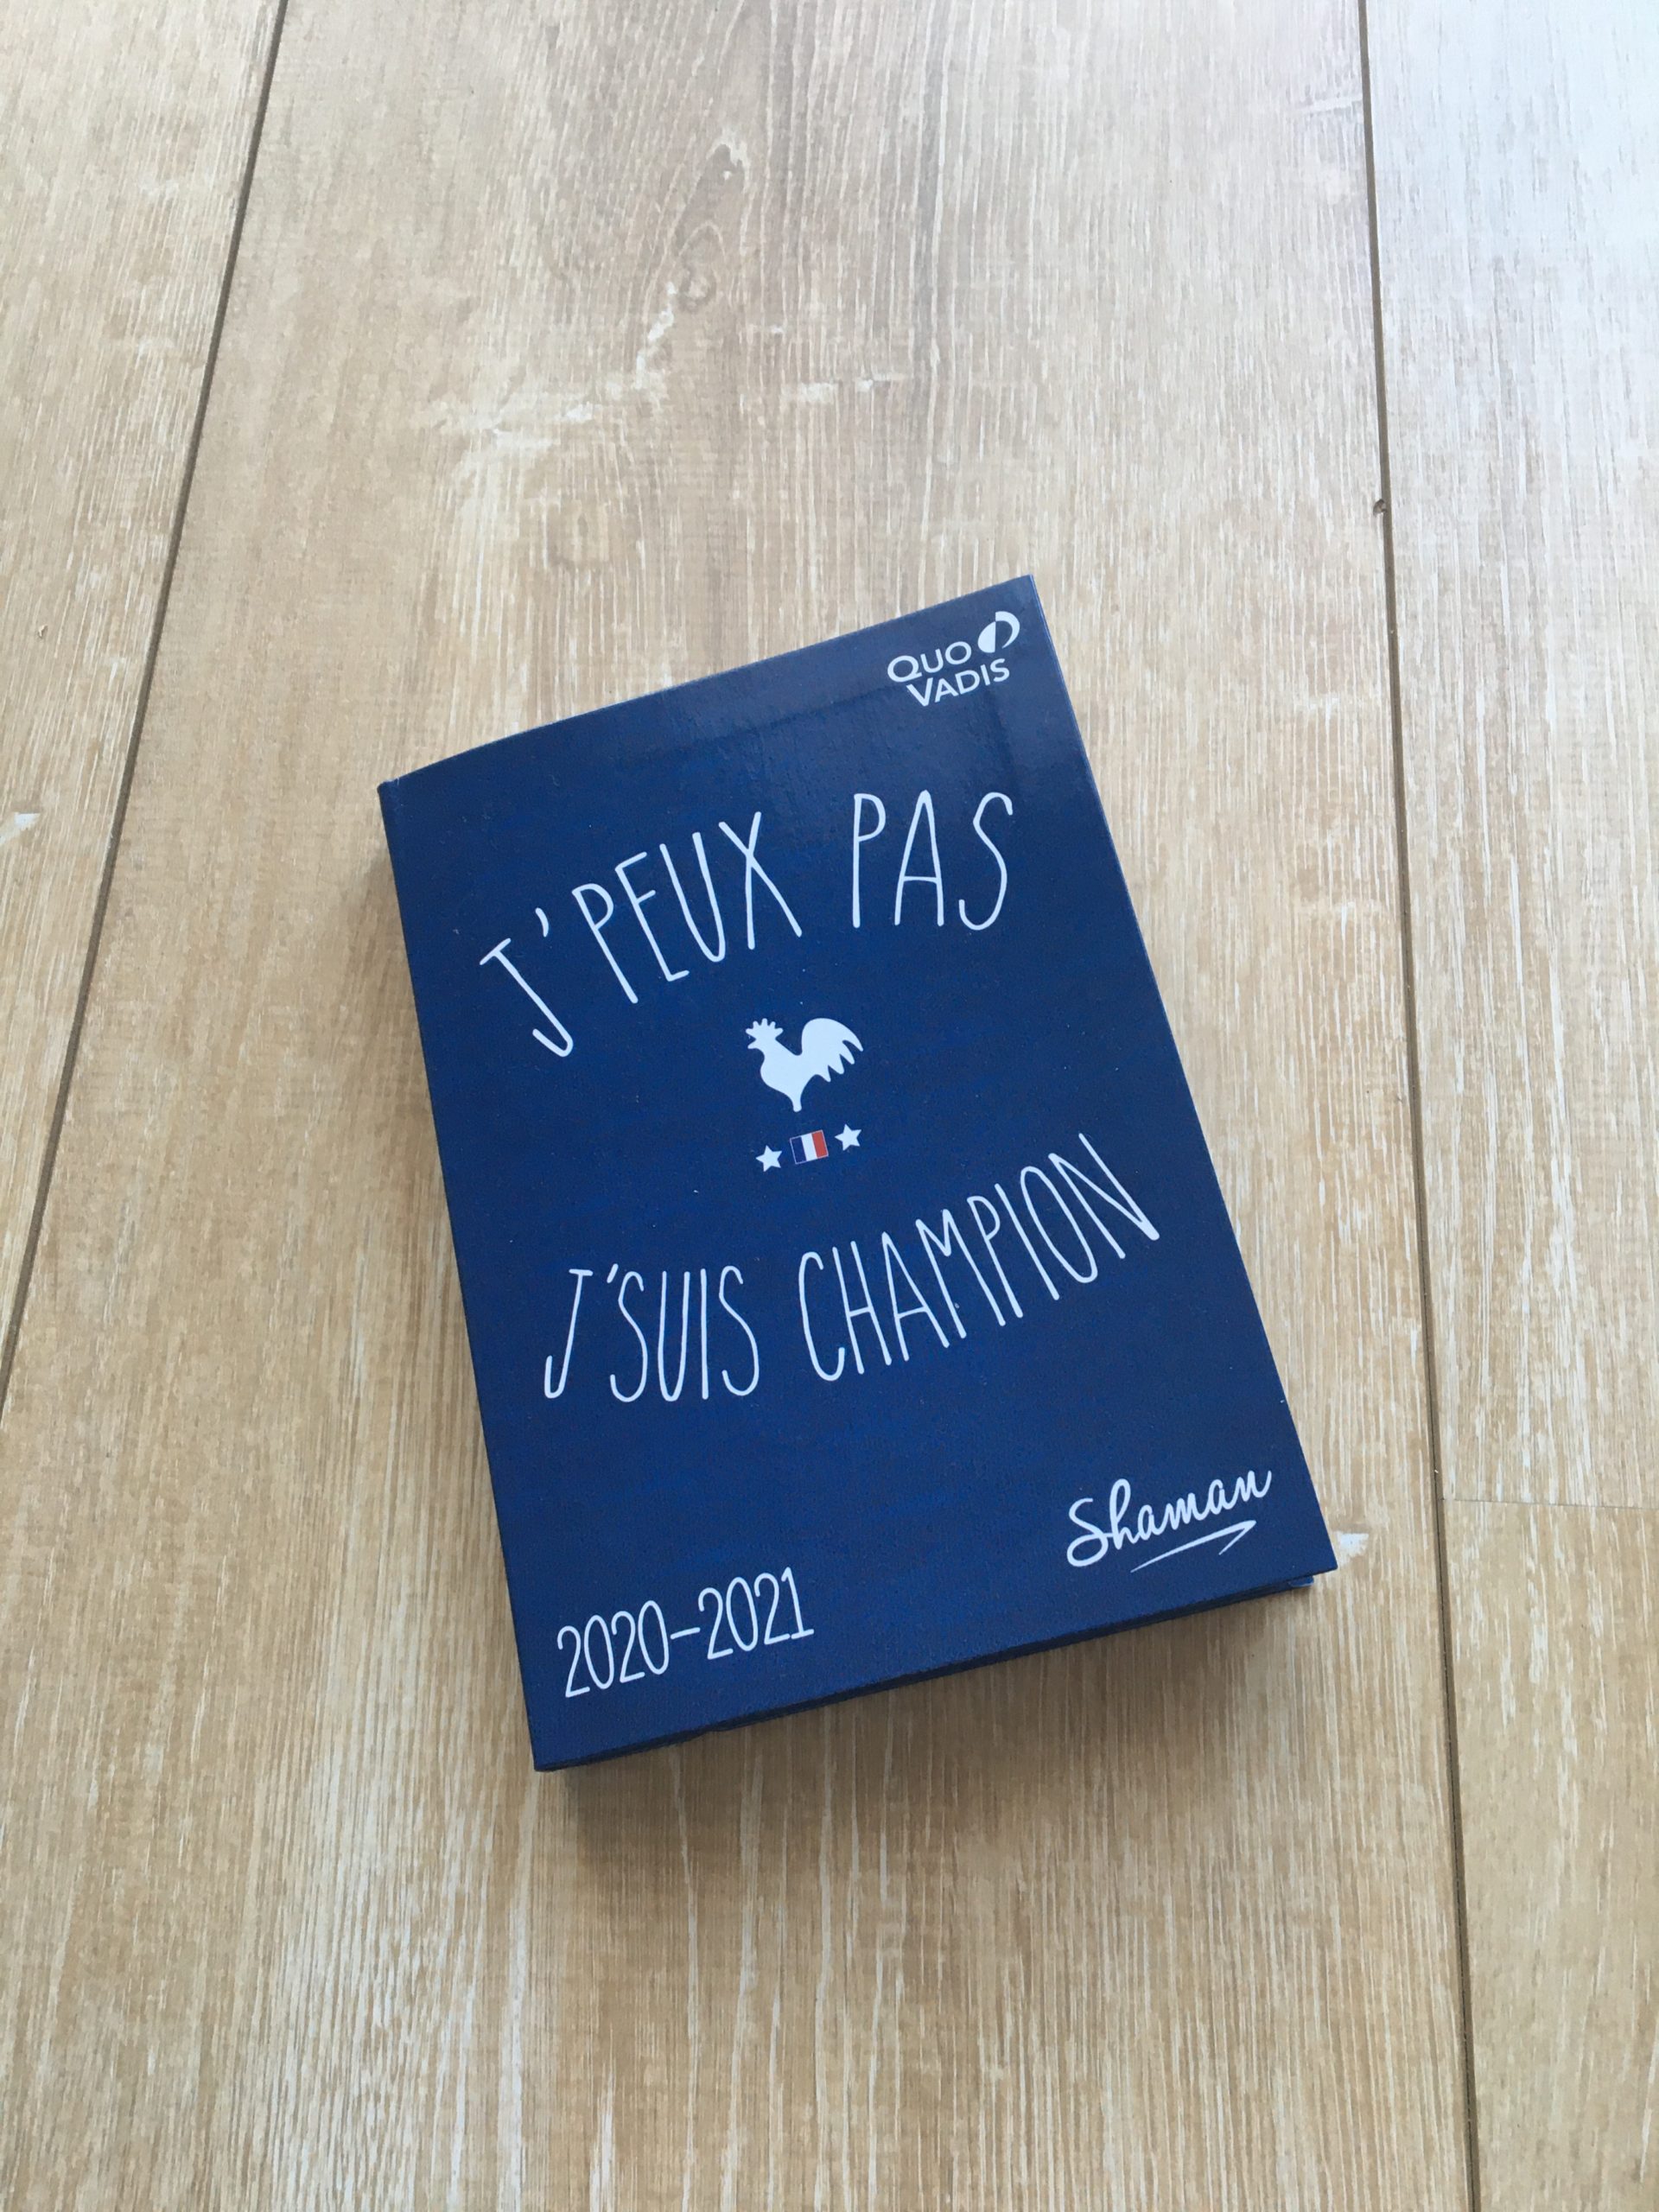 QUO
VADIS
J'PEUX PAS
J'SUIS CHAMPION
Shaman
2020-2021